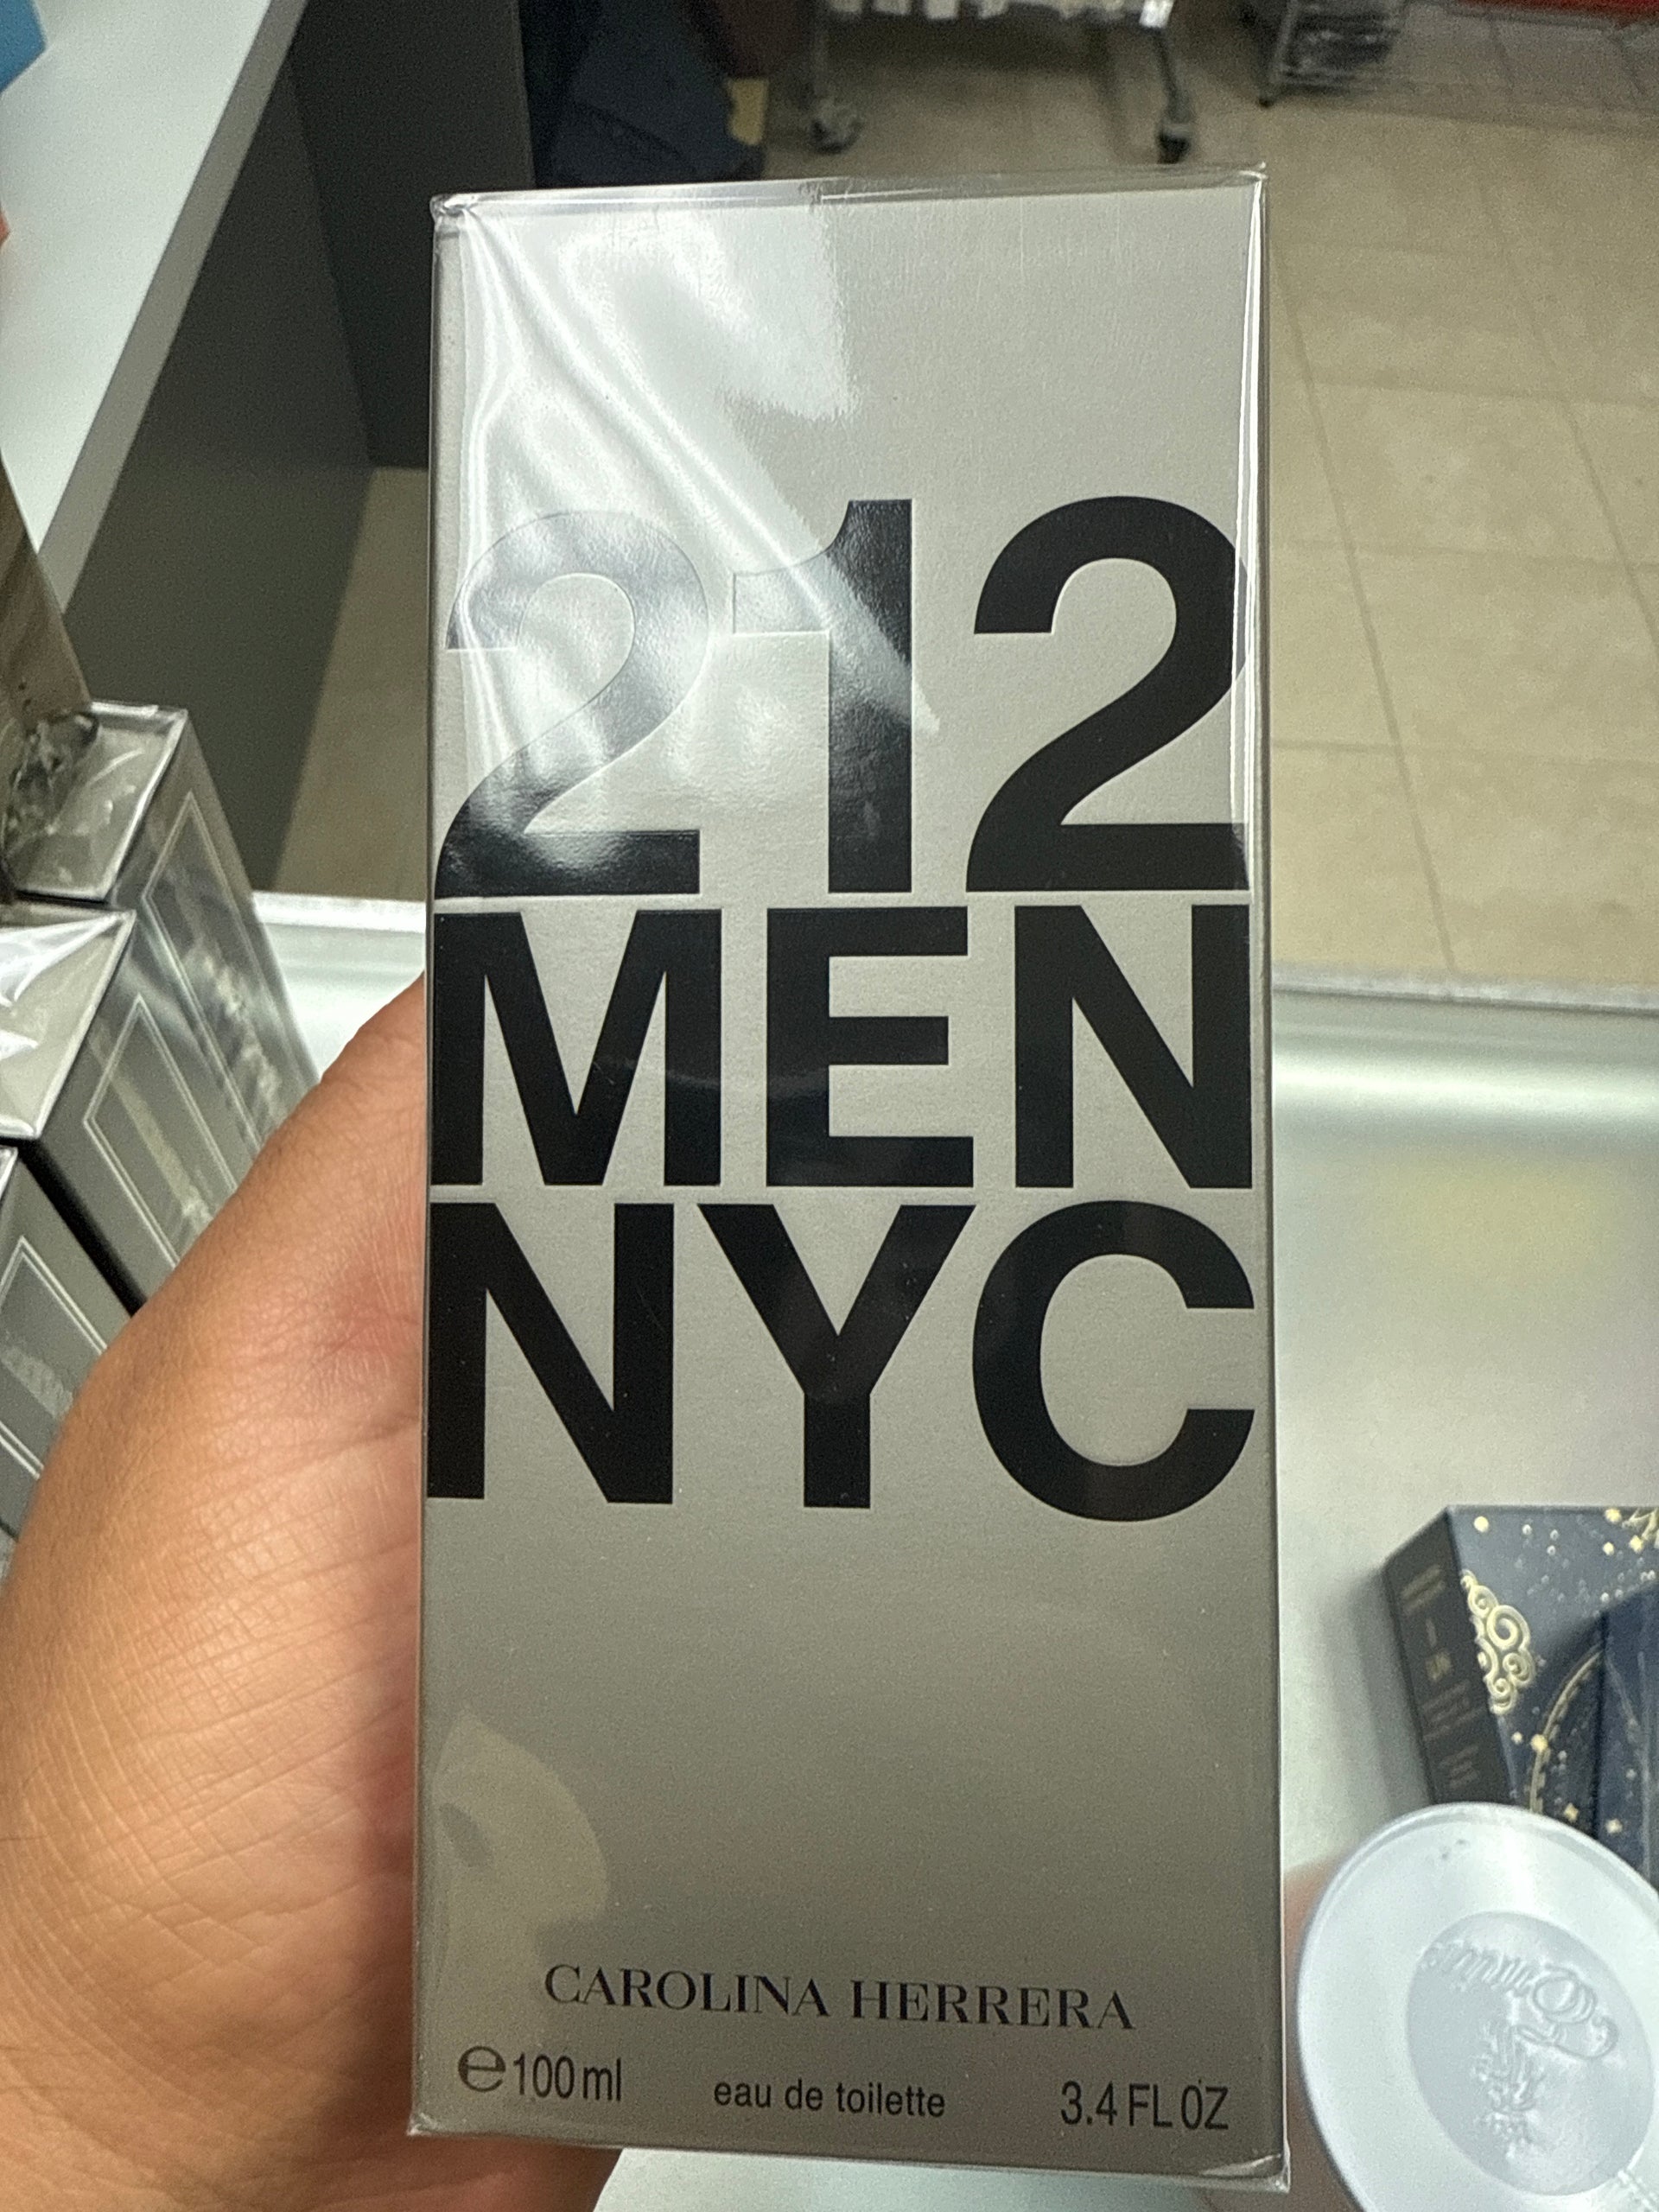 212
MEN
NYC
CAROLINA HERRERA
℮100ml eau de toilette 3.4 FL OZ